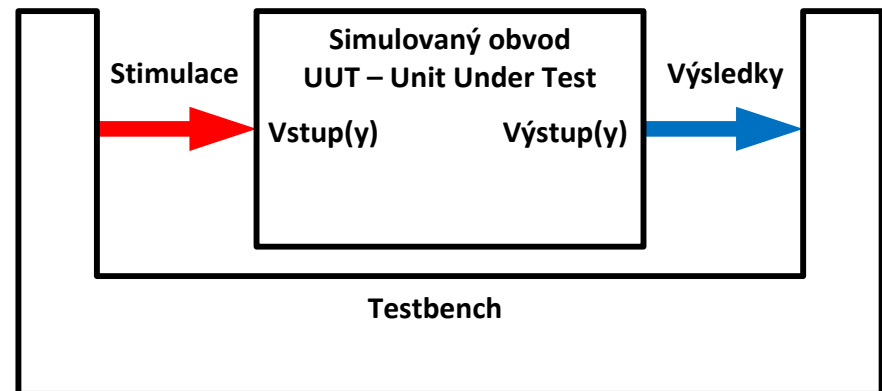 Simulovaný obvod
UUT – Unit Under Test
Stimulace
Výsledky
Vstup(y)
Výstup(y)
Testbench